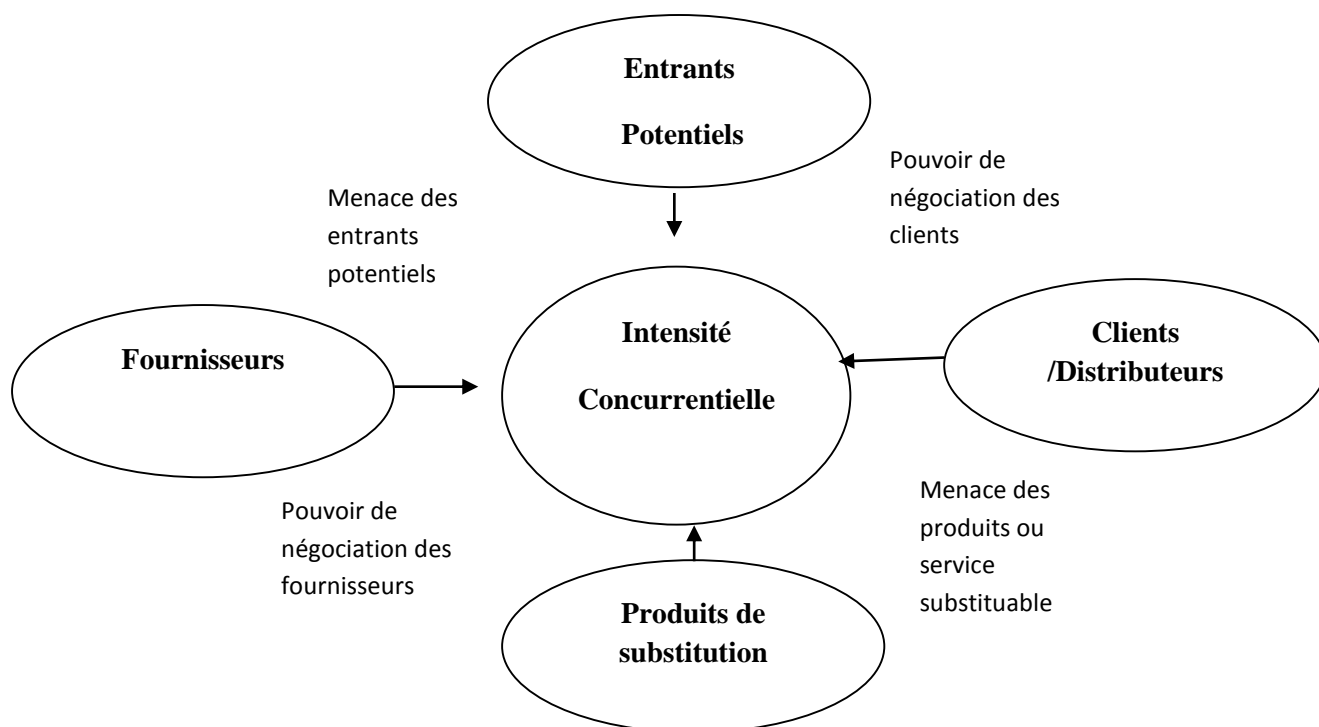 Entrants
Potentiels
Pouvoir de
négociation des
clients
Menace des
entrants
potentiels
Fournisseurs
Intensité
Concurrentielle
Clients
/Distributeurs
Pouvoir de
négociation des
fournisseurs
Menace des
produits ou
service
substituable
Produits de
substitution